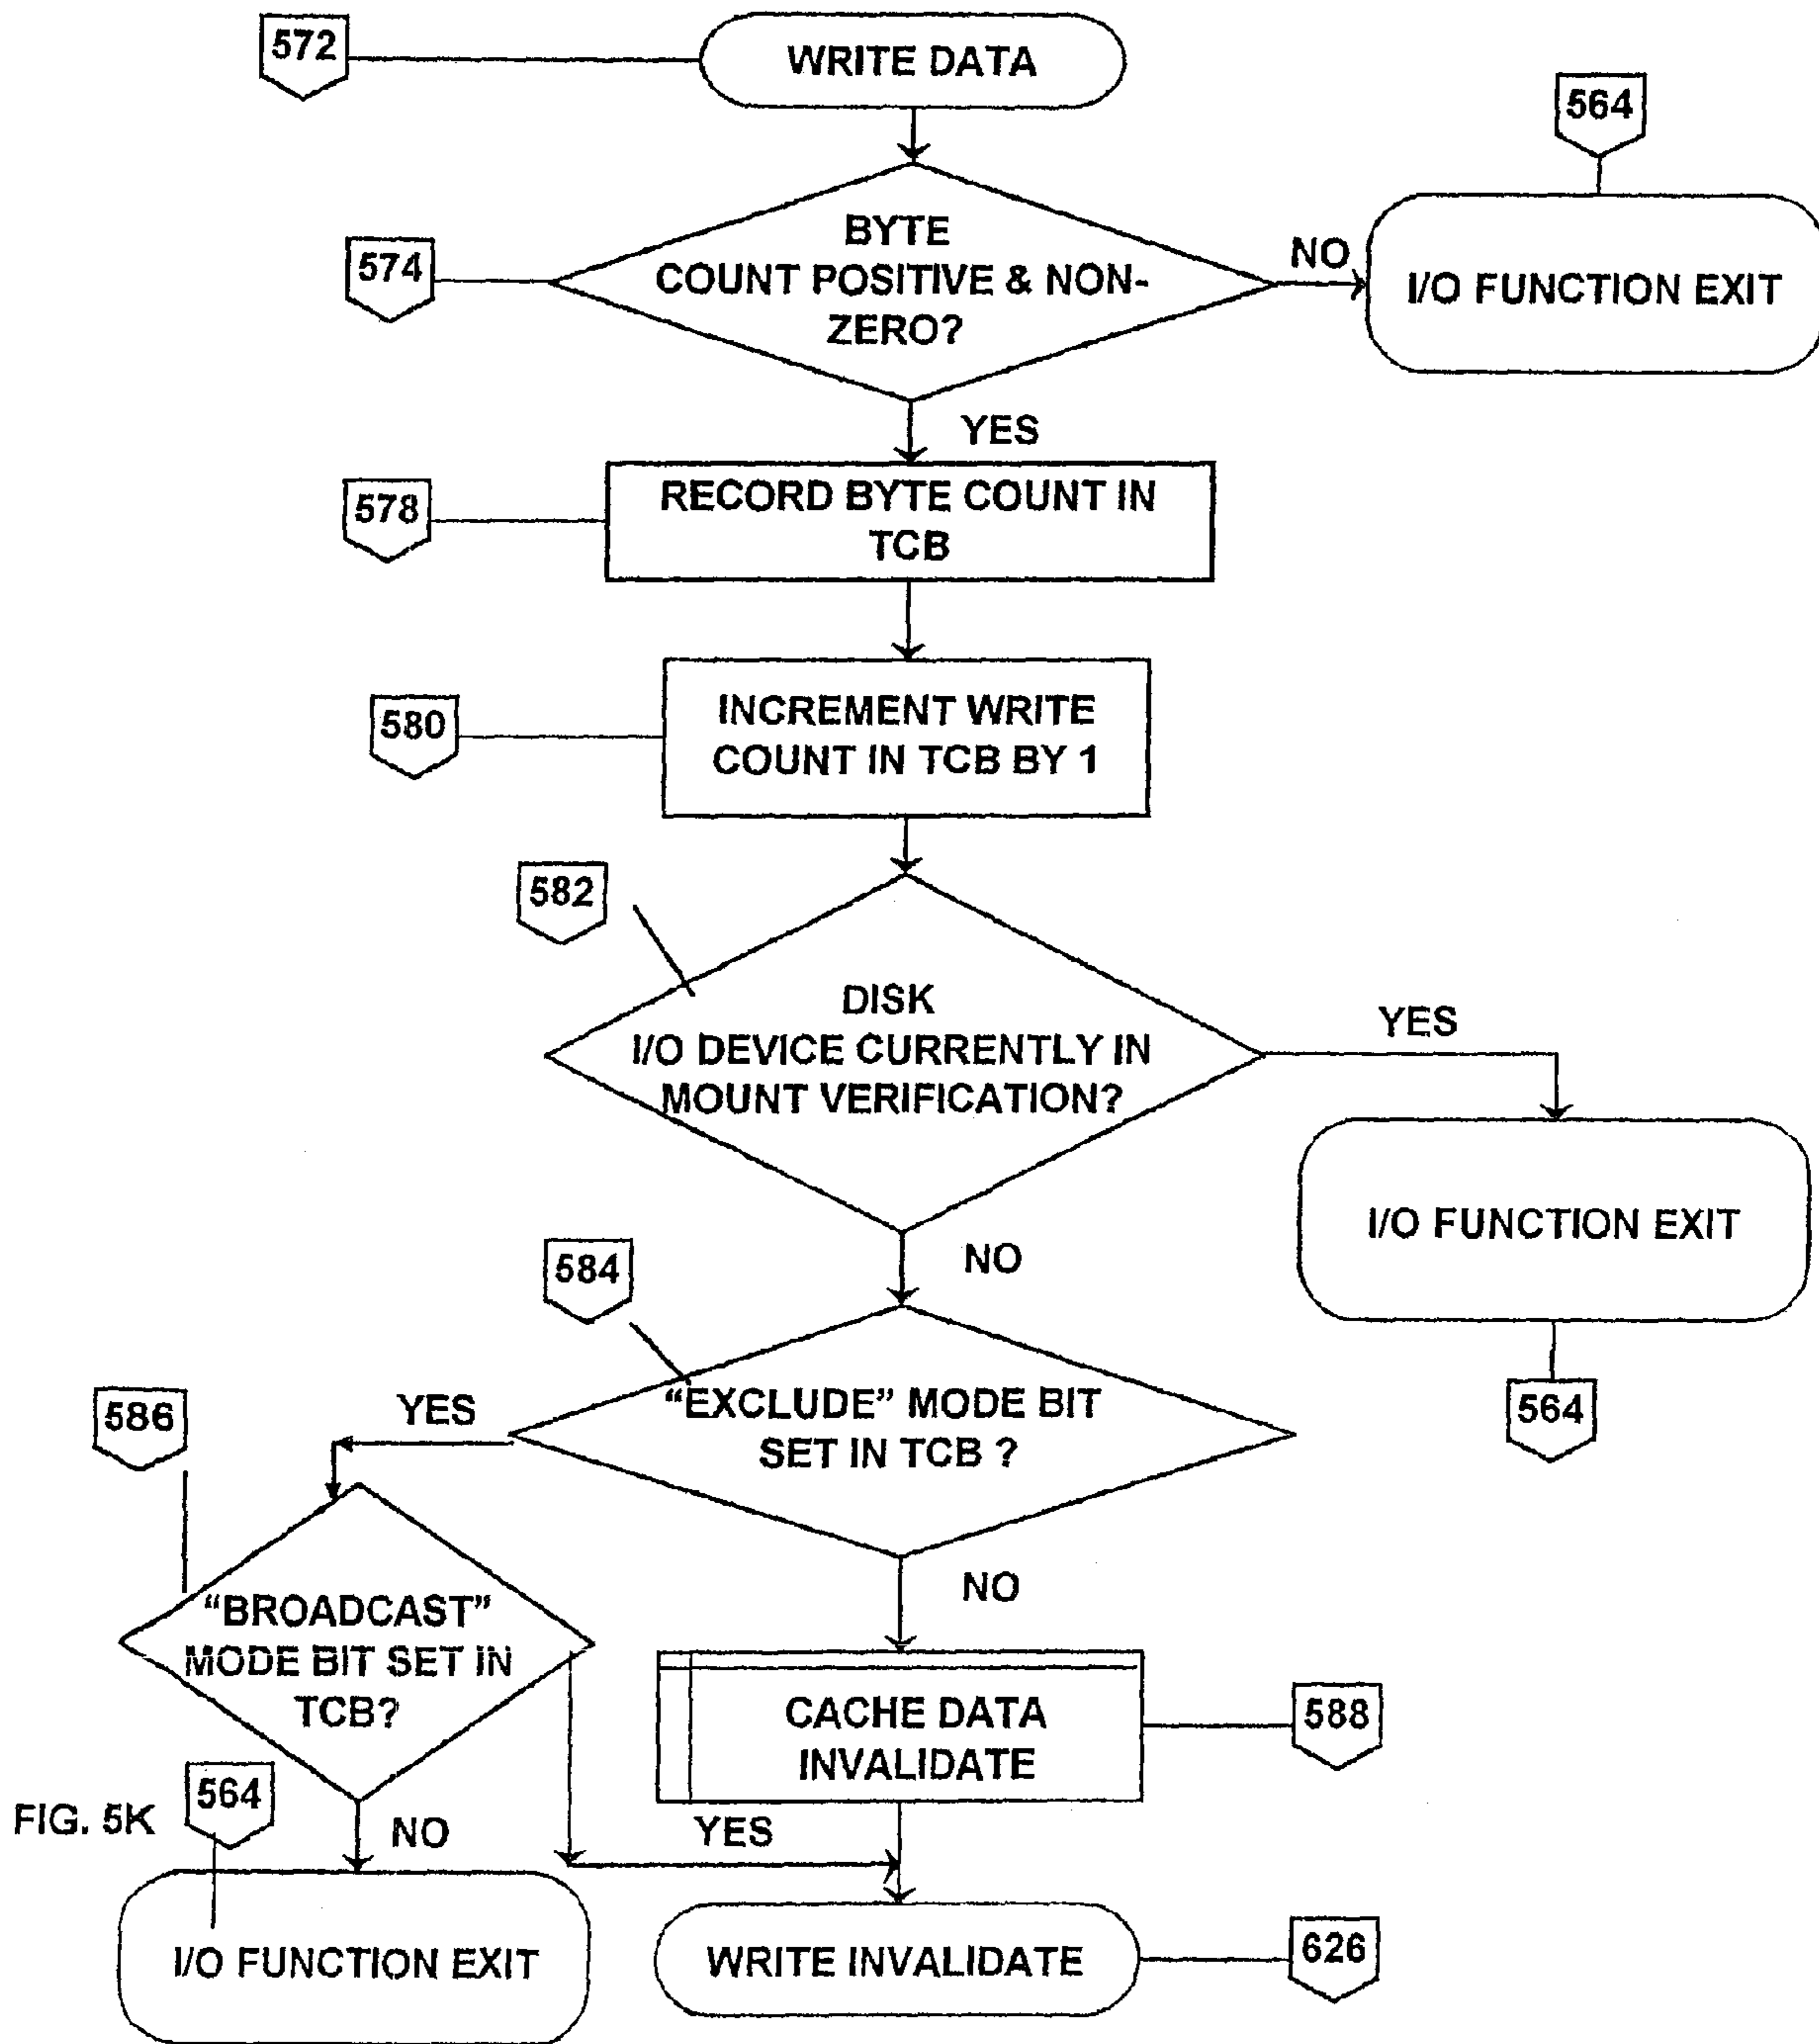 572
WRITE DATA
564
BYTE
COUNT POSITIVE & NON-
ZERO?
574
NO
I/O FUNCTION EXIT
YES
578
RECORD BYTE COUNT IN
TCB
580
INCREMENT WRITE
COUNT IN TCB BY 1
582
DISK
I/O DEVICE CURRENTLY IN
MOUNT VERIFICATION?
YES
I/O FUNCTION EXIT
564
NO
584
"EXCLUDE" MODE BIT
SET IN TCB ?
YES
586
"BROADCAST"
MODE BIT SET IN
TCB?
NO
CACHE DATA
INVALIDATE
588
FIG. 5K
564
NO
YES
I/O FUNCTION EXIT
WRITE INVALIDATE
626